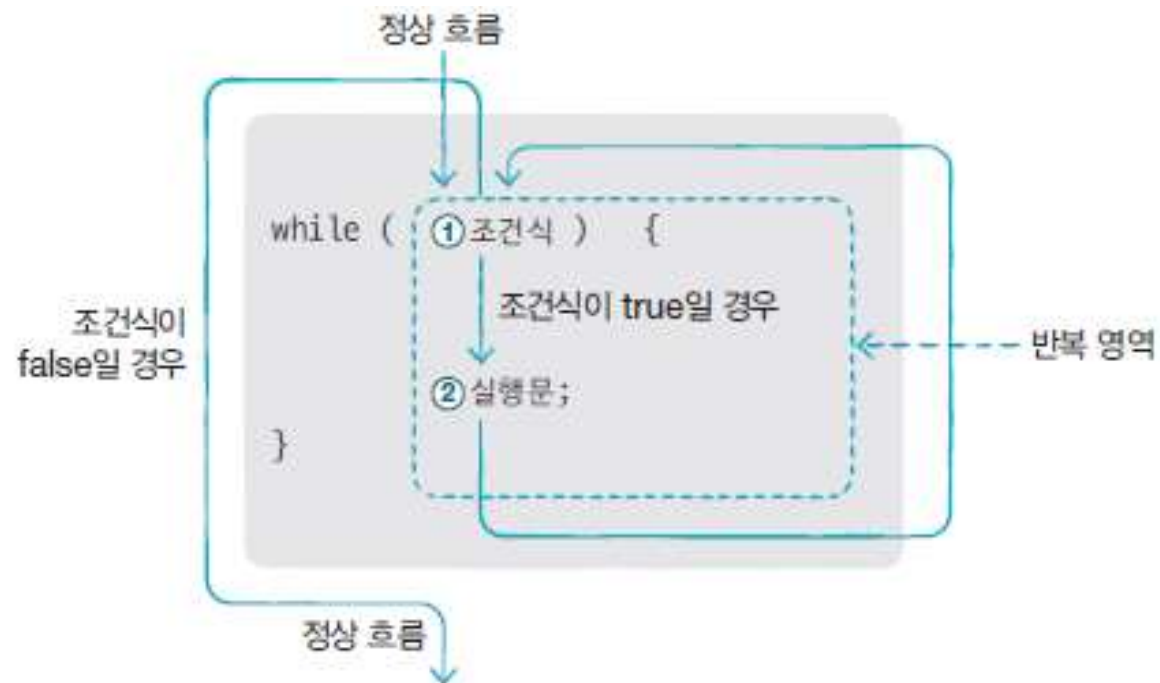 정상 흐름
while ( ①조건식 ) {
조건식이 true일 경우
조건식이
false일 경우
반복 영역
②실행문;
}
정상 흐름